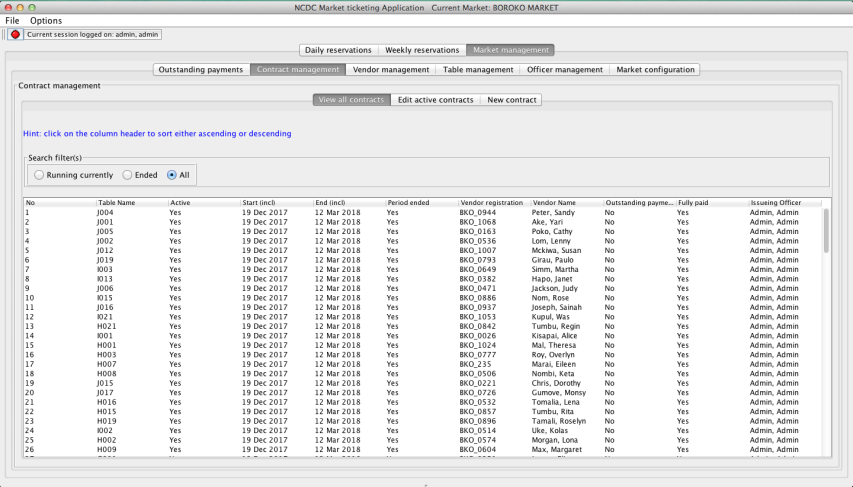 NCDC Market ticketing Application Current Market: BOROKO MARKET
File Options
Current session logged on: admin, admin
Daily reservations Weekly reservations Market management
Outstanding payments Contract management Vendor management Table management Officer management Market configuration
Contract management
View all contracts Edit active contracts New contract
Hint: click on the column header to sort either ascending or descending
Search filter(s)
Running currently Ended All
No Table Name Active Start (incl) End (incl) Period ended Vendor registration Vendor Name Outstanding payme... Fully paid Issueing Officer
1 J004 Yes 19 Dec 2017 12 Mar 2018 Yes BKO_0944 Peter, Sandy No Yes Admin, Admin
2 J001 Yes 19 Dec 2017 12 Mar 2018 Yes BKO_1068 Ake, Yari No Yes Admin, Admin
3 J005 Yes 19 Dec 2017 12 Mar 2018 Yes BKO_0163 Poko, Cathy No Yes Admin, Admin
4 J002 Yes 19 Dec 2017 12 Mar 2018 Yes BKO_0536 Lom, Lenny No Yes Admin, Admin
5 J012 Yes 19 Dec 2017 12 Mar 2018 Yes BKO_1007 Mckiwa, Susan No Yes Admin, Admin
6 J019 Yes 19 Dec 2017 12 Mar 2018 Yes BKO_0793 Girau, Paulo No Yes Admin, Admin
7 I003 Yes 19 Dec 2017 12 Mar 2018 Yes BKO_0649 Simm, Martha No Yes Admin, Admin
8 I013 Yes 19 Dec 2017 12 Mar 2018 Yes BKO_0382 Hapo, Janet No Yes Admin, Admin
9 J006 Yes 19 Dec 2017 12 Mar 2018 Yes BKO_0471 Jackson, Judy No Yes Admin, Admin
10 I015 Yes 19 Dec 2017 12 Mar 2018 Yes BKO_0886 Nom, Rose No Yes Admin, Admin
11 J016 Yes 19 Dec 2017 12 Mar 2018 Yes BKO_0937 Joseph, Sainah No Yes Admin, Admin
12 I021 Yes 19 Dec 2017 12 Mar 2018 Yes BKO_1053 Kupul, Was No Yes Admin, Admin
13 H021 Yes 19 Dec 2017 12 Mar 2018 Yes BKO_0842 Tumbu, Regin No Yes Admin, Admin
14 I001 Yes 19 Dec 2017 12 Mar 2018 Yes BKO_0026 Kisapai, Alice No Yes Admin, Admin
15 H001 Yes 19 Dec 2017 12 Mar 2018 Yes BKO_1024 Mal, Theresa No Yes Admin, Admin
16 H003 Yes 19 Dec 2017 12 Mar 2018 Yes BKO_0777 Roy, Overlyn No Yes Admin, Admin
17 H007 Yes 19 Dec 2017 12 Mar 2018 Yes BKO_235 Marai, Eileen No Yes Admin, Admin
18 H008 Yes 19 Dec 2017 12 Mar 2018 Yes BKO_0506 Nombi, Keta No Yes Admin, Admin
19 J015 Yes 19 Dec 2017 12 Mar 2018 Yes BKO_0221 Chris, Dorothy No Yes Admin, Admin
20 J017 Yes 19 Dec 2017 12 Mar 2018 Yes BKO_0726 Gumove, Monsy No Yes Admin, Admin
21 H016 Yes 19 Dec 2017 12 Mar 2018 Yes BKO_0532 Tomalia, Lena No Yes Admin, Admin
22 H015 Yes 19 Dec 2017 12 Mar 2018 Yes BKO_0857 Tumbu, Rita No Yes Admin, Admin
23 H019 Yes 19 Dec 2017 12 Mar 2018 Yes BKO_0896 Tamali, Roselyn No Yes Admin, Admin
24 I002 Yes 19 Dec 2017 12 Mar 2018 Yes BKO_0514 Uke, Kolas No Yes Admin, Admin
25 H002 Yes 19 Dec 2017 12 Mar 2018 Yes BKO_0574 Morgan, Lona No Yes Admin, Admin
26 H009 Yes 19 Dec 2017 12 Mar 2018 Yes BKO_0604 Max, Margaret No Yes Admin, Admin